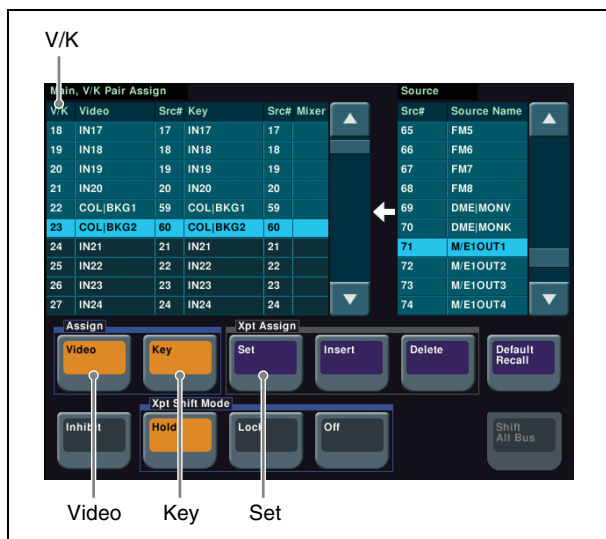 V/K
Main, V/K Pair Assign
Source
V/K Video Src# Key Src# Mixer
Src# Source Name
18 IN17 17 IN17 17
65 FM5
19 IN18 18 IN18 18
66 FM6
20 IN19 19 IN19 19
67 FM7
21 IN20 20 IN20 20
68 FM8
22 COL|BKG1 59 COL|BKG1 59
69 DME|MONV
23 COL|BKG2 60 COL|BKG2 60
70 DME|MONK
24 IN21 21 IN21 21
71 M/E1OUT1
25 IN22 22 IN22 22
72 M/E1OUT2
26 IN23 23 IN23 23
73 M/E1OUT3
27 IN24 24 IN24 24
74 M/E1OUT4
Assign
Xpt Assign
Video
Key
Set
Insert
Delete
Default
Recall
Xpt Shift Mode
Inhibit
Hold
Lock
Off
Shift
All Bus
Video
Key
Set